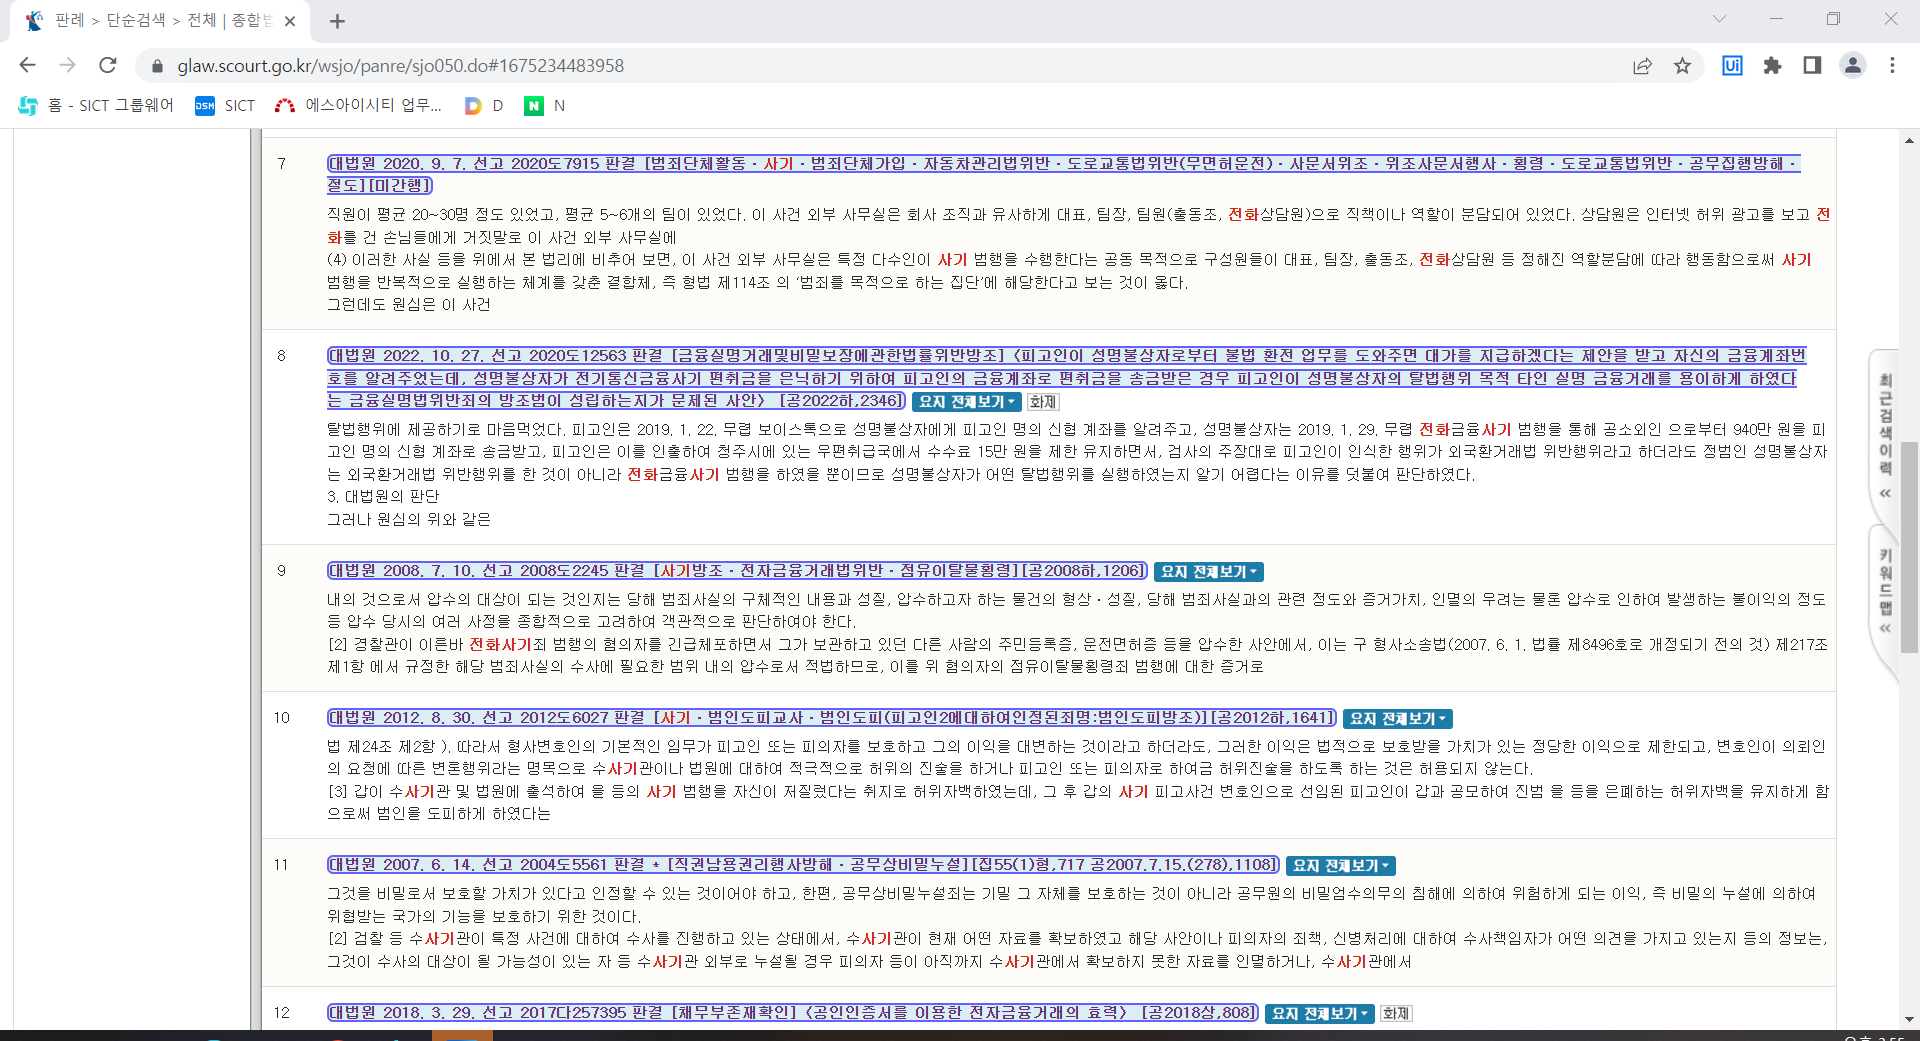 판례 > 단순검색 > 전체 | 종합법
glaw.scourt.go.kr/wsjo/panre/sjo050.do#1675234483958
홈 - SICT 그룹웨어 DSM SICT 에스아이시티 업무... D D N N
7 대법원 2020. 9. 7. 선고 2020도7915 판결 [범죄단체활동 · 사기 · 범죄단체가입 · 자동차관리법위반 · 도로교통법위반(무면허운전) · 사문서위조 · 위조사문서행사 · 횡령 · 도로교통법위반 · 공무집행방해 ·
절도][미간행]
직원이 평균 20~30명 정도 있었고, 평균 5~6개의 팀이 있었다. 이 사건 외부 사무실은 회사 조직과 유사하게 대표, 팀장, 팀원(출동조, 전화상담원)으로 직책이나 역할이 분담되어 있었다. 상담원은 인터넷 허위 광고를 보고 전
화를 건 손님들에게 거짓말로 이 사건 외부 사무실에
(4) 이러한 사실 등을 위에서 본 법리에 비추어 보면, 이 사건 외부 사무실은 특정 다수인이 사기 범행을 수행한다는 공동 목적으로 구성원들이 대표, 팀장, 출동조, 전화상담원 등 정해진 역할분담에 따라 행동함으로써 사기
범행을 반복적으로 실행하는 체계를 갖춘 결합체, 즉 형법 제114조 의 ‘범죄를 목적으로 하는 집단’에 해당한다고 보는 것이 옳다.
그런데도 원심은 이 사건
8 대법원 2022. 10. 27. 선고 2020도12563 판결 [금융실명거래및비밀보장에관한법률위반방조] 〈피고인이 성명불상자로부터 불법 환전 업무를 도와주면 대가를 지급하겠다는 제안을 받고 자신의 금융계좌번
호를 알려주었는데, 성명불상자가 전기통신금융사기 편취금을 은닉하기 위하여 피고인의 금융계좌로 편취금을 송금받은 경우 피고인이 성명불상자의 탈법행위 목적 타인 실명 금융거래를 용이하게 하였다
는 금융실명법위반죄의 방조범이 성립하는지가 문제된 사안〉 [공2022하,2346] 요지 전체보기 화제
탈법행위에 제공하기로 마음먹었다. 피고인은 2019. 1. 22. 무렵 보이스톡으로 성명불상자에게 피고인 명의 신협 계좌를 알려주고, 성명불상자는 2019. 1. 29. 무렵 전화금융사기 범행을 통해 공소외인 으로부터 940만 원을 피
고인 명의 신협 계좌로 송금받고, 피고인은 이를 인출하여 청주시에 있는 우편취급국에서 수수료 15만 원을 제한 유지하면서, 검사의 주장대로 피고인이 인식한 행위가 외국환거래법 위반행위라고 하더라도 정범인 성명불상자
는 외국환거래법 위반행위를 한 것이 아니라 전화금융사기 범행을 하였을 뿐이므로 성명불상자가 어떤 탈법행위를 실행하였는지 알기 어렵다는 이유를 덧붙여 판단하였다.
3. 대법원의 판단
그러나 원심의 위와 같은
9 대법원 2008. 7. 10. 선고 2008도2245 판결 [사기방조 · 전자금융거래법위반 · 점유이탈물횡령][공2008하,1206] 요지 전체보기
내의 것으로서 압수의 대상이 되는 것인지는 당해 범죄사실의 구체적인 내용과 성질, 압수하고자 하는 물건의 형상 · 성질, 당해 범죄사실과의 관련 정도와 증거가치, 인멸의 우려는 물론 압수로 인하여 발생하는 불이익의 정도
등 압수 당시의 여러 사정을 종합적으로 고려하여 객관적으로 판단하여야 한다.
[2] 경찰관이 이른바 전화사기죄 범행의 혐의자를 긴급체포하면서 그가 보관하고 있던 다른 사람의 주민등록증, 운전면허증 등을 압수한 사안에서, 이는 구 형사소송법(2007. 6. 1. 법률 제8496호로 개정되기 전의 것) 제217조
제1항 에서 규정한 해당 범죄사실의 수사에 필요한 범위 내의 압수로서 적법하므로, 이를 위 혐의자의 점유이탈물횡령죄 범행에 대한 증거로
10 대법원 2012. 8. 30. 선고 2012도6027 판결 [사기 · 범인도피교사 · 범인도피(피고인2에대하여인정된죄명:범인도피방조)][공2012하,1641] 요지 전체보기
법 제24조 제2항 ). 따라서 형사변호인의 기본적인 임무가 피고인 또는 피의자를 보호하고 그의 이익을 대변하는 것이라고 하더라도, 그러한 이익은 법적으로 보호받을 가치가 있는 정당한 이익으로 제한되고, 변호인이 의뢰인
의 요청에 따른 변론행위라는 명목으로 수사기관이나 법원에 대하여 적극적으로 허위의 진술을 하거나 피고인 또는 피의자로 하여금 허위진술을 하도록 하는 것은 허용되지 않는다.
[3] 갑이 수사기관 및 법원에 출석하여 을 등의 사기 범행을 자신이 저질렀다는 취지로 허위자백하였는데, 그 후 갑의 사기 피고사건 변호인으로 선임된 피고인이 갑과 공모하여 진범 을 등을 은폐하는 허위자백을 유지하게 함
으로써 범인을 도피하게 하였다는
11 대법원 2007. 6. 14. 선고 2004도5561 판결 * [직권남용권리행사방해 · 공무상비밀누설][집55(1)형,717 공2007.7.15.(278),1108] 요지 전체보기
그것을 비밀로서 보호할 가치가 있다고 인정할 수 있는 것이어야 하고, 한편, 공무상비밀누설죄는 기밀 그 자체를 보호하는 것이 아니라 공무원의 비밀엄수의무의 침해에 의하여 위험하게 되는 이익, 즉 비밀의 누설에 의하여
위협받는 국가의 기능을 보호하기 위한 것이다.
[2] 검찰 등 수사기관이 특정 사건에 대하여 수사를 진행하고 있는 상태에서, 수사기관이 현재 어떤 자료를 확보하였고 해당 사안이나 피의자의 죄책, 신병처리에 대하여 수사책임자가 어떤 의견을 가지고 있는지 등의 정보는,
그것이 수사의 대상이 될 가능성이 있는 자 등 수사기관 외부로 누설될 경우 피의자 등이 아직까지 수사기관에서 확보하지 못한 자료를 인멸하거나, 수사기관에서
12 대법원 2018. 3. 29. 선고 2017다257395 판결 [채무부존재확인] 〈공인인증서를 이용한 전자금융거래의 효력〉 [공2018상,808] 요지 전체보기 화제
최근검색이력 «
키워드맵 «